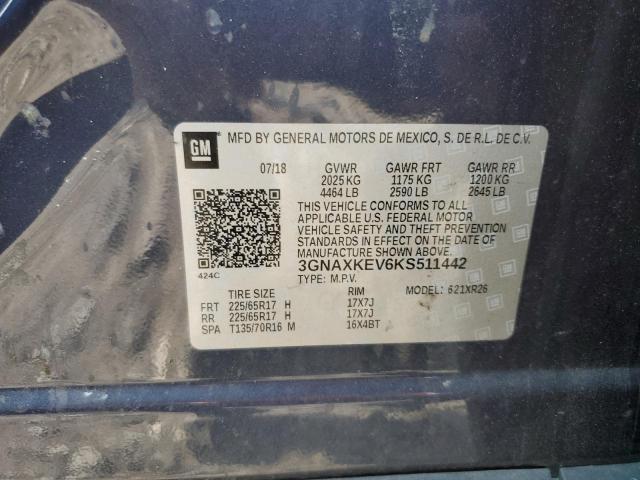 GM MFD BY GENERAL MOTORS DE MEXICO, S. DE R.L. DE C.V.
07/18 GVWR GAWR FRT GAWR RR
2025 KG 1175 KG 1200 KG
4464 LB 2590 LB 2645 LB
THIS VEHICLE CONFORMS TO ALL
APPLICABLE U.S. FEDERAL MOTOR
VEHICLE SAFETY AND THEFT PREVENTION
STANDARDS IN EFFECT ON THE DATE OF
MANUFACTURE SHOWN ABOVE.
424C
3GNAXKEV6KS511442
TYPE: M.P.V. MODEL: 621XR26
TIRE SIZE RIM
FRT 225/65R17 H 17X7J
RR 225/65R17 H 17X7J
SPA T135/70R16 M 16X4BT